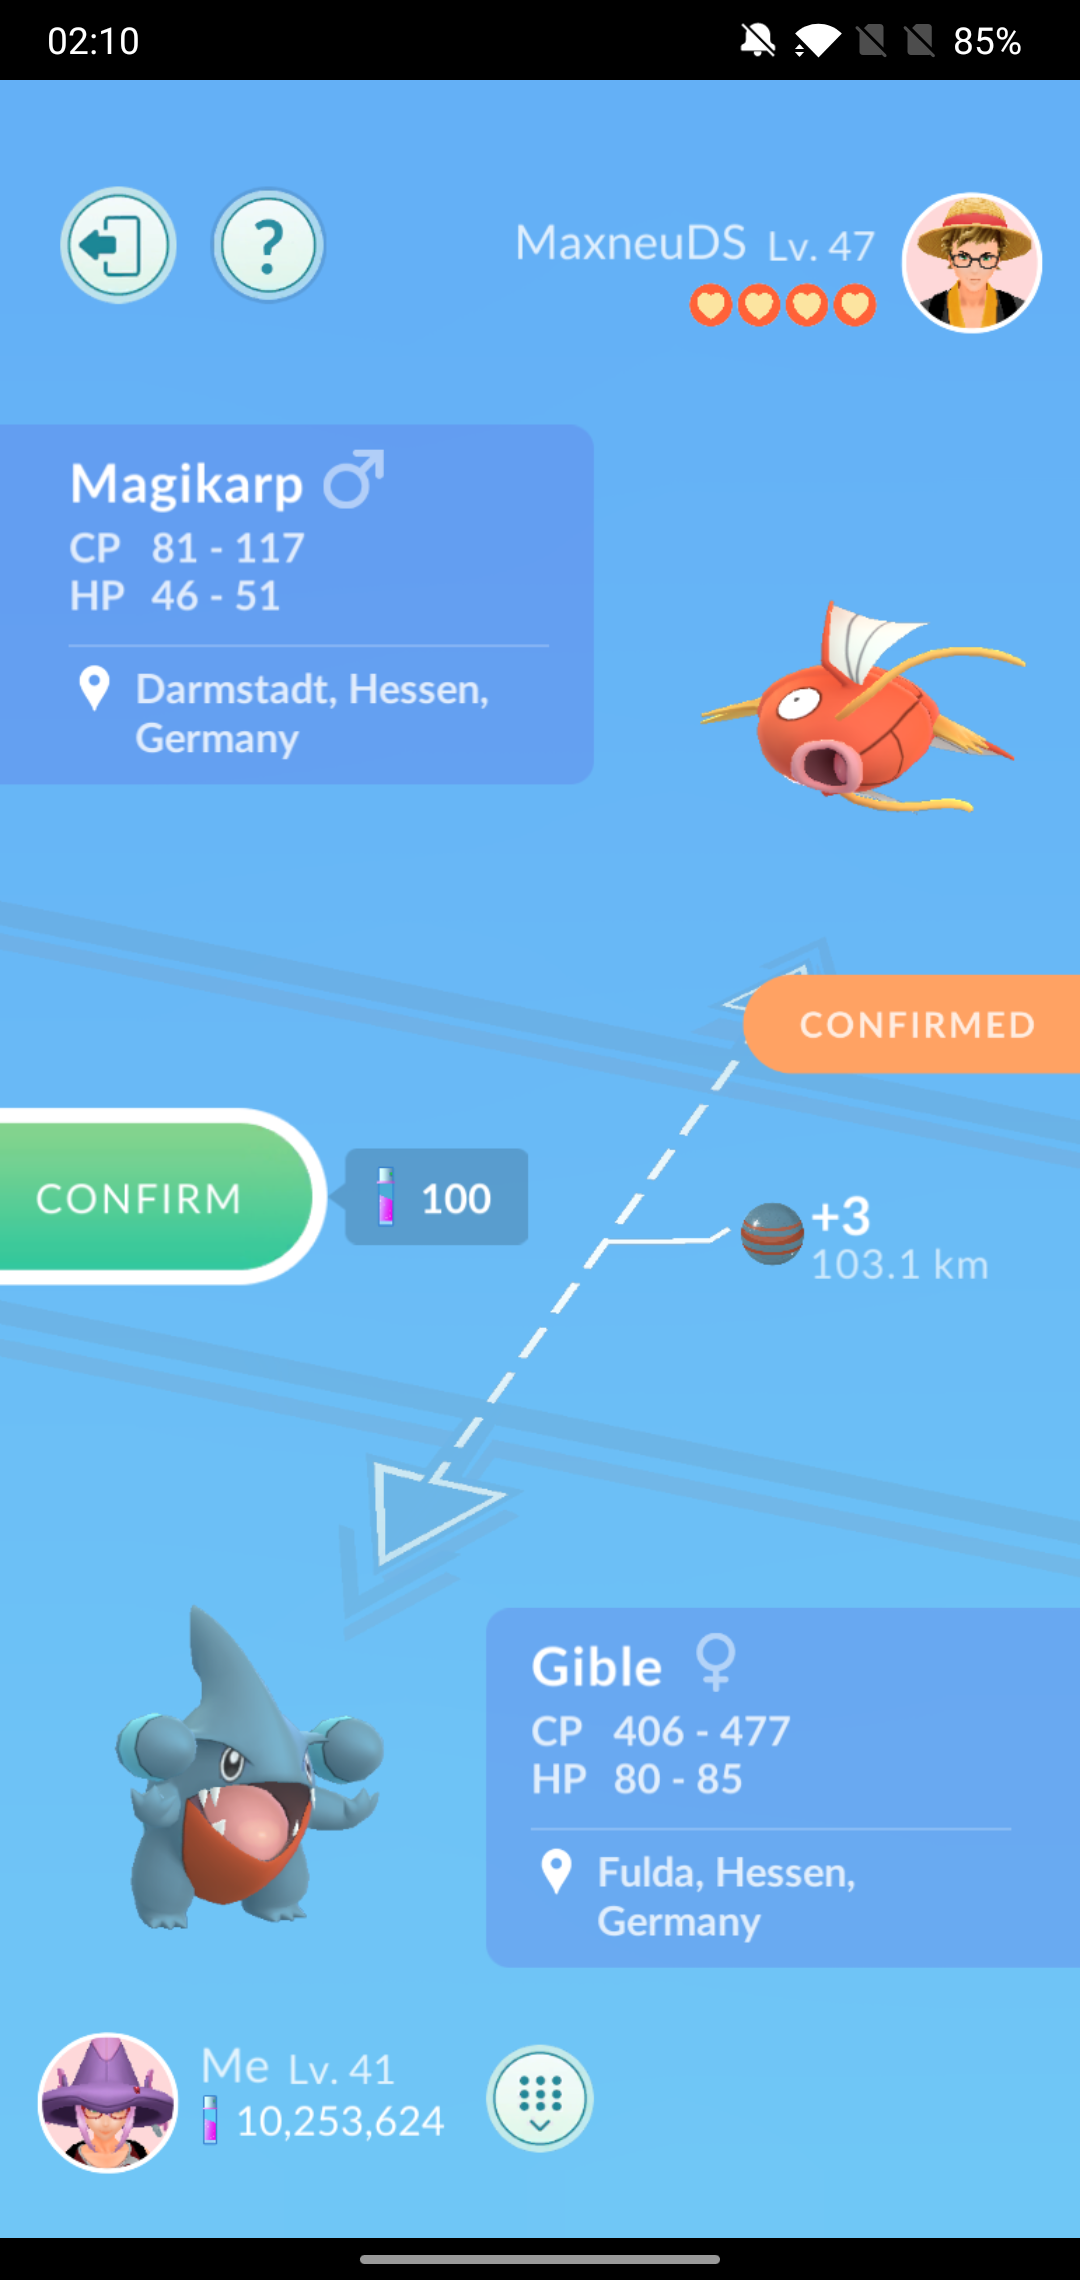 02:10
85%
?
MaxneuDS Lv. 47
Magikarp ♂
CP 81 - 117
HP 46 - 51
Darmstadt, Hessen,
Germany
CONFIRMED
CONFIRM
100
+3
103.1 km
Gible ♀
CP 406 - 477
HP 80 - 85
Fulda, Hessen,
Germany
Me Lv. 41
10,253,624